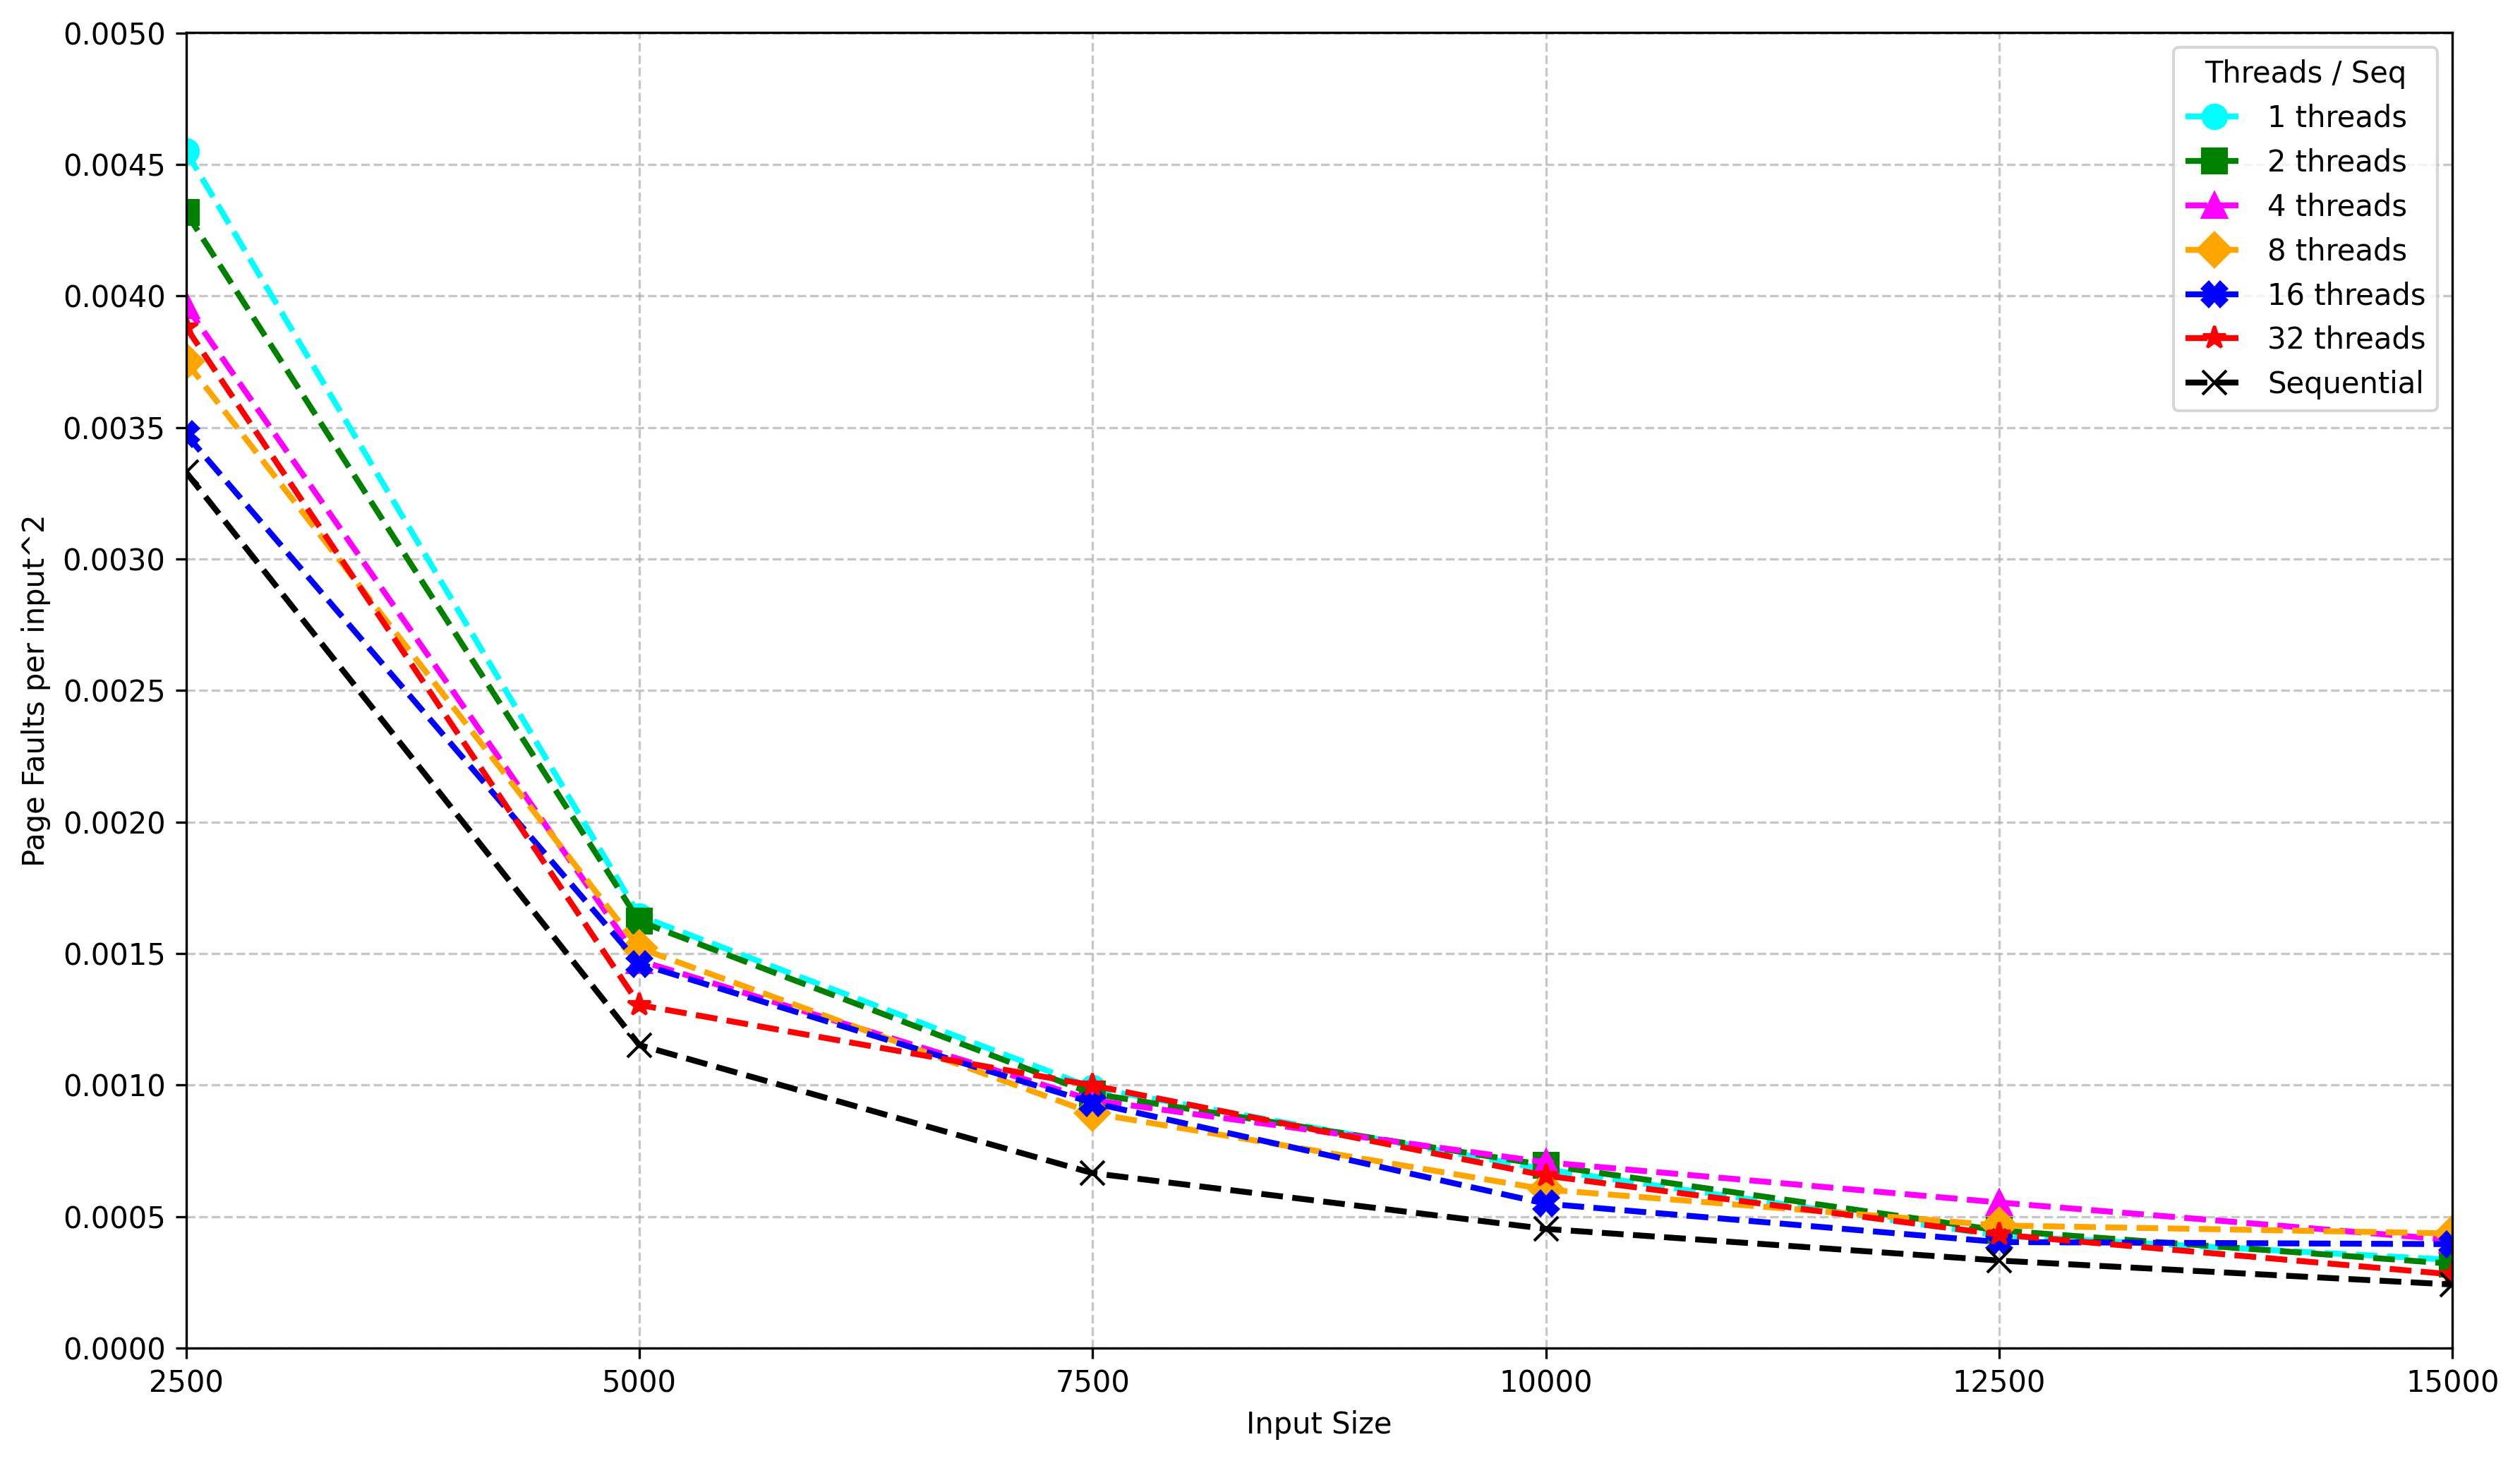 0.0050
0.0045
0.0040
0.0035
0.0030
0.0025
0.0020
0.0015
0.0010
0.0005
0.0000
Page Faults per input^2
2500 5000 7500 10000 12500 15000
Input Size
Threads / Seq
1 threads
2 threads
4 threads
8 threads
16 threads
32 threads
Sequential